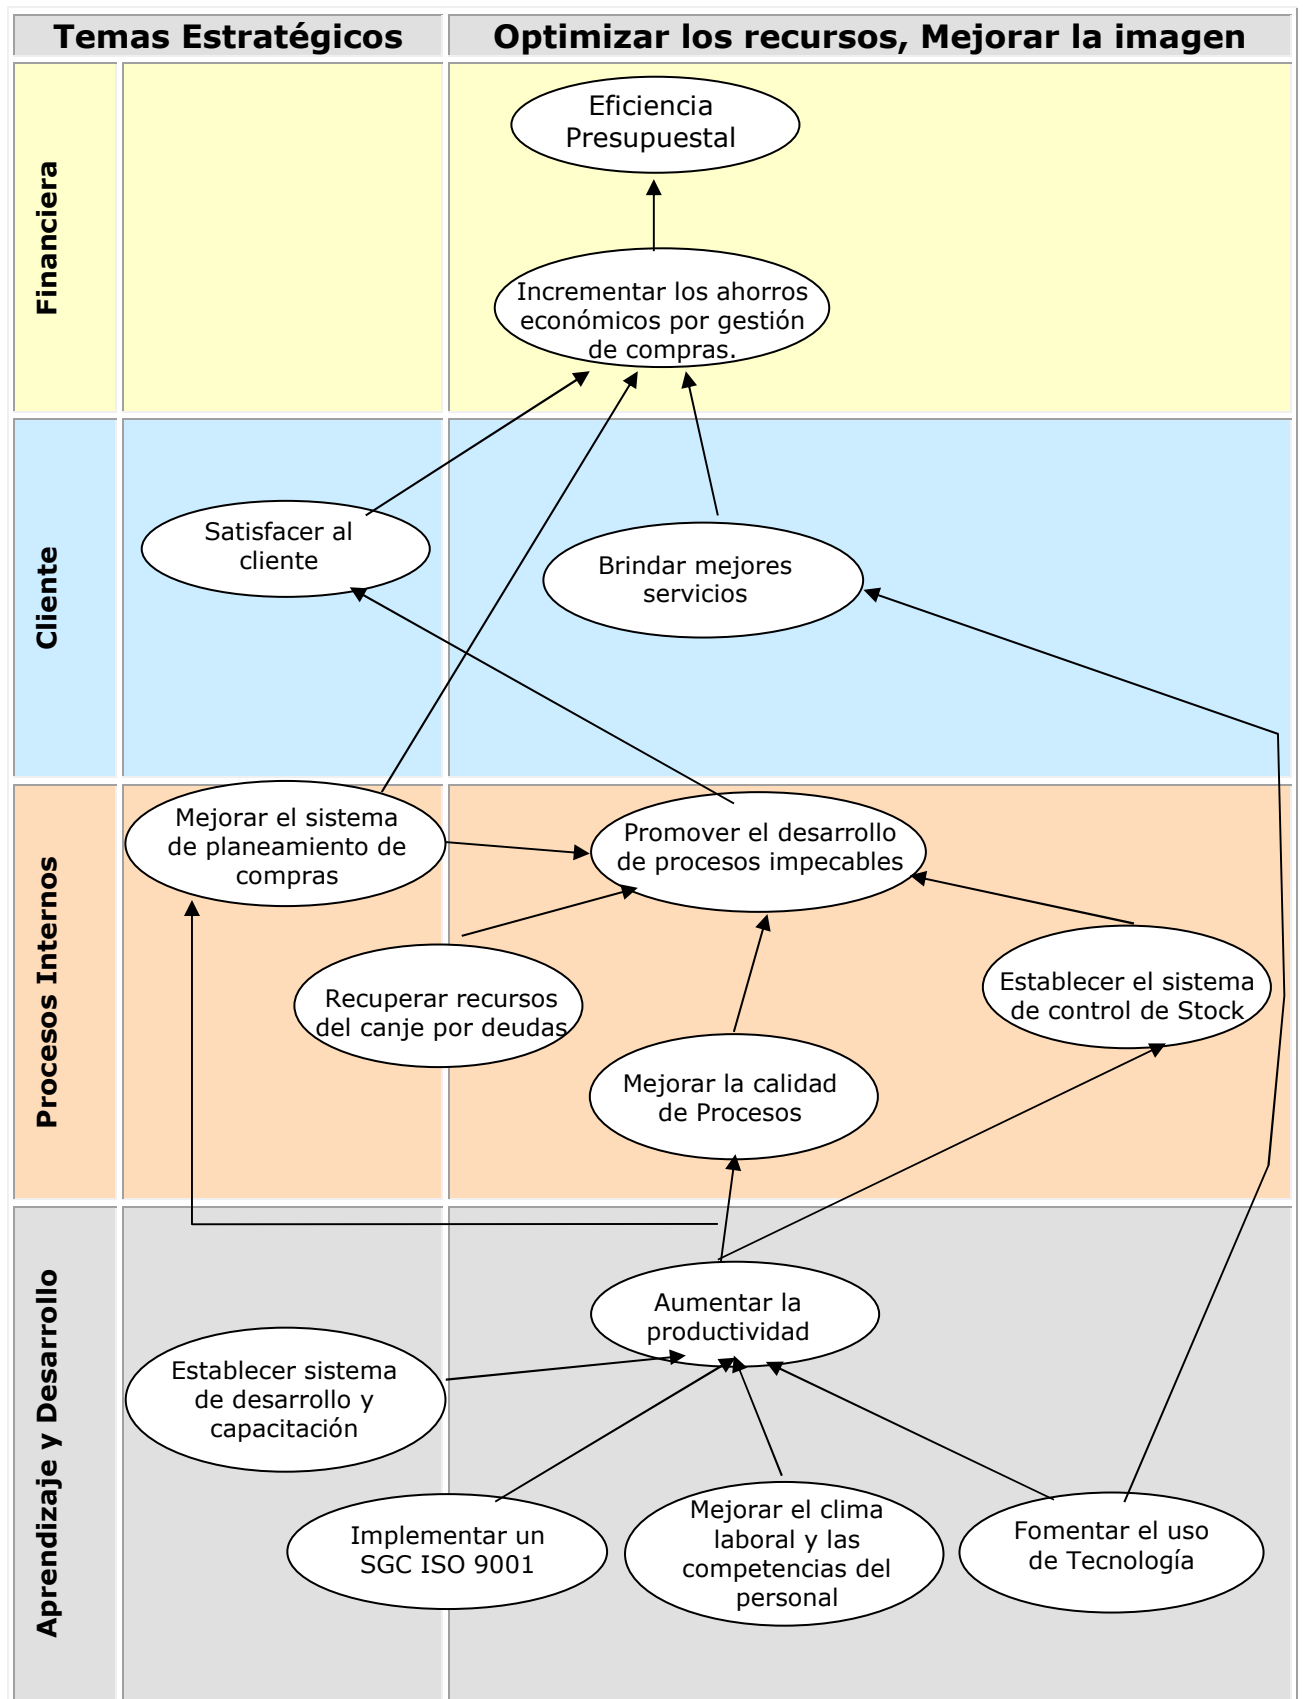 Temas Estratégicos
Optimizar los recursos, Mejorar la imagen
Financiera
Eficiencia
Presupuestal
Incrementar los ahorros
económicos por gestión
de compras.
Cliente
Satisfacer al
cliente
Brindar mejores
servicios
Procesos Internos
Mejorar el sistema
de planeamiento de
compras
Promover el desarrollo
de procesos impecables
Recuperar recursos
del canje por deudas
Establecer el sistema
de control de Stock
Mejorar la calidad
de Procesos
Aprendizaje y Desarrollo
Aumentar la
productividad
Establecer sistema
de desarrollo y
capacitación
Implementar un
SGC ISO 9001
Mejorar el clima
laboral y las
competencias del
personal
Fomentar el uso
de Tecnología